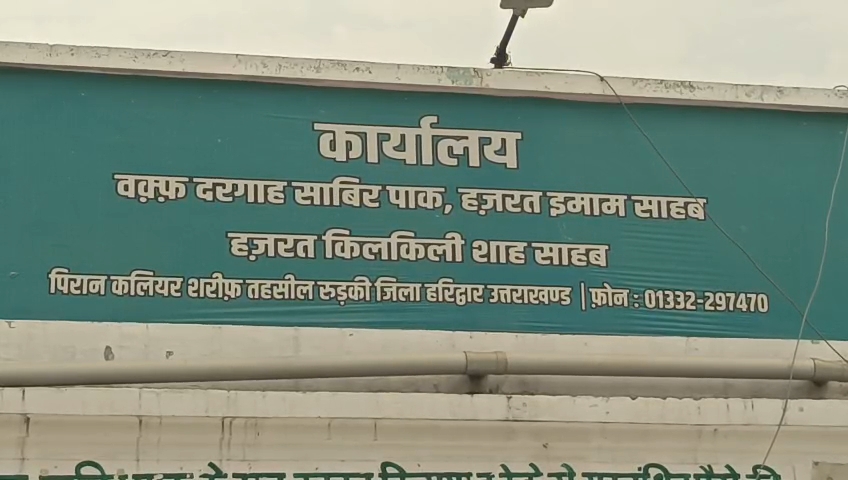 कार्यालय
वक़्फ़ दरगाह साबिर पाक, हज़रत इमाम साहब
हज़रत किलकिली शाह साहब
पिरान कलियर शरीफ़ तहसील रुड़की जिला हरिद्वार उत्तराखण्ड | फ़ोन : 01332-297470